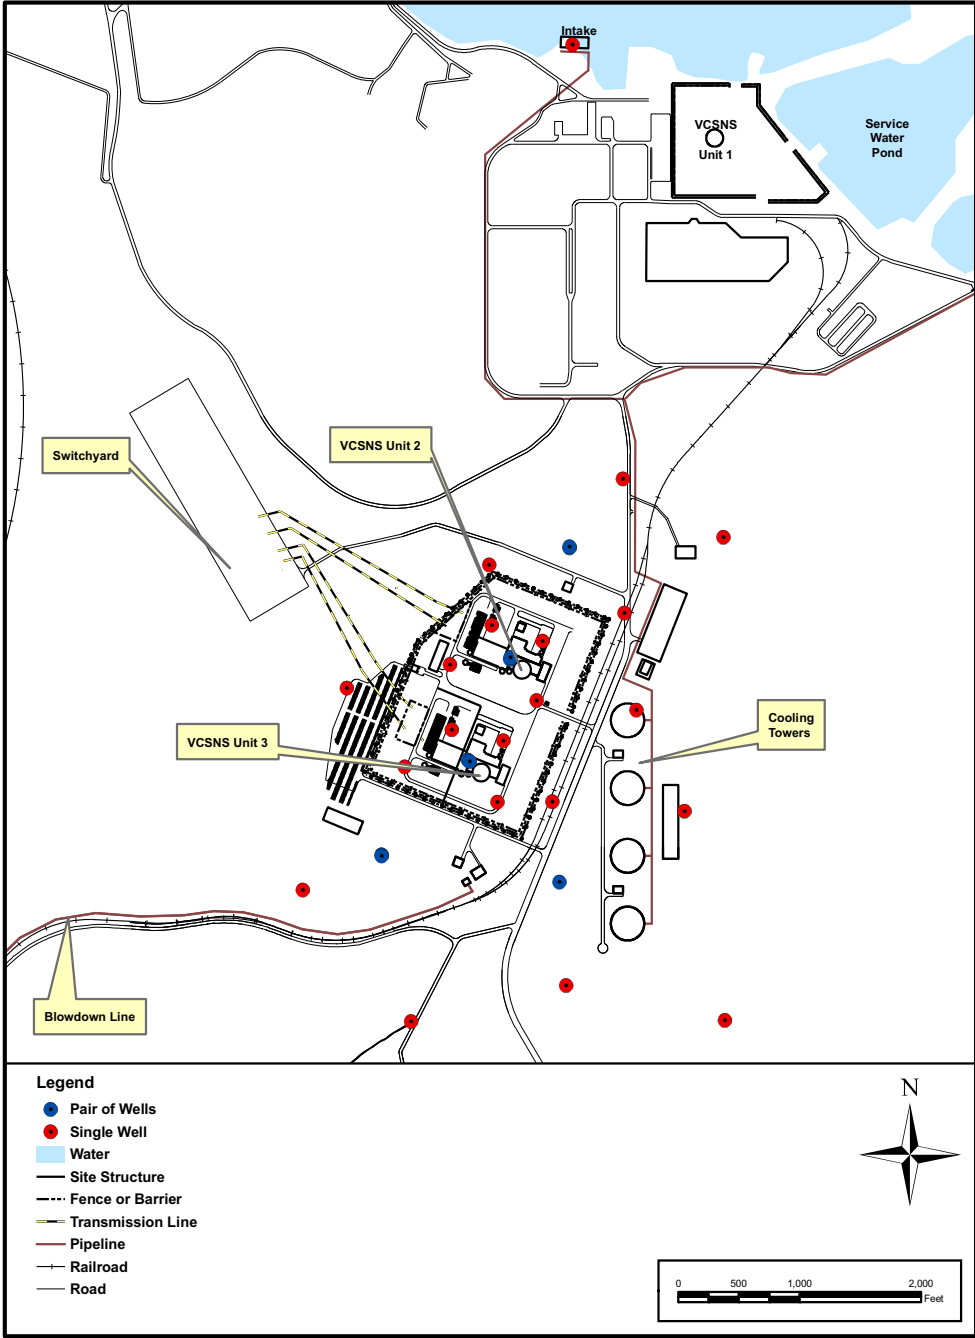 Intake
VCSNS
Unit 1
Service
Water
Pond
Switchyard
VCSNS Unit 2
VCSNS Unit 3
Cooling
Towers
Blowdown Line
Legend
Pair of Wells
Single Well
Water
Site Structure
Fence or Barrier
Transmission Line
Pipeline
Railroad
Road
N
0 500 1,000 2,000
Feet